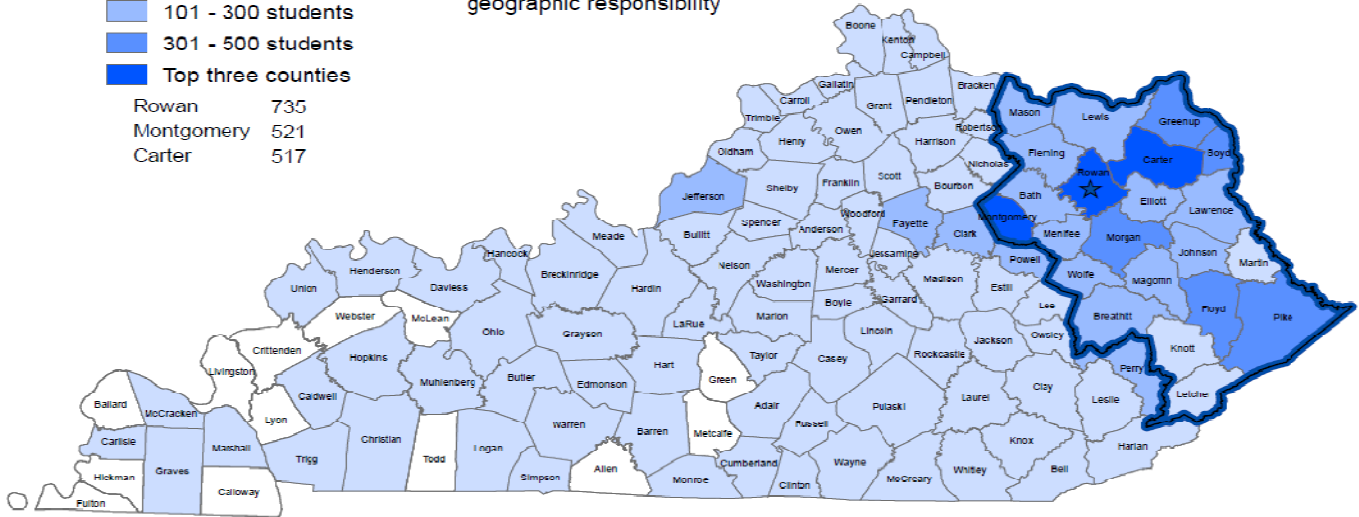 101 - 300 students
geographic responsibility
301 - 500 students
Top three counties
Rowan 735
Montgomery 521
Carter 517
Boone
Kenton
Campbell
Gallatin
Carroll
Trimble
Grant
Pendleton
Bracken
Mason
Lewis
Greenup
Owen
Robertson
Henry
Harrison
Oldham
Fleming
Carter
Boyd
Nicholas
Rowan
Jefferson
Shelby
Franklin
Scott
Bourbon
Bath
Elliott
Lawrence
Woodford
Fayette
Montgomery
Spencer
Anderson
Clark
Menifee
Morgan
Meade
Bullitt
Jessamine
Hancock
Powell
Johnson
Martin
Henderson
Breckinridge
Nelson
Mercer
Madison
Wolfe
Magoffin
Union
Daviess
Hardin
Washington
Estill
Boyle
Garrard
Lee
Webster
McLean
Marion
Breathitt
Floyd
Pike
LaRue
Ohio
Grayson
Lincoln
Jackson
Owsley
Crittenden
Hopkins
Taylor
Casey
Rockcastle
Knott
Livingston
Hart
Perry
Muhlenberg
Butler
Edmonson
Green
Clay
Caldwell
Laurel
Leslie
Letcher
Ballard
McCracken
Lyon
Adair
Pulaski
Warren
Barren
Metcalfe
Russell
Carlisle
Marshall
Christian
Knox
Harlan
Trigg
Todd
Logan
Graves
Allen
Cumberland
Wayne
Whitley
Bell
Hickman
Simpson
Monroe
Clinton
McCreary
Calloway
Fulton